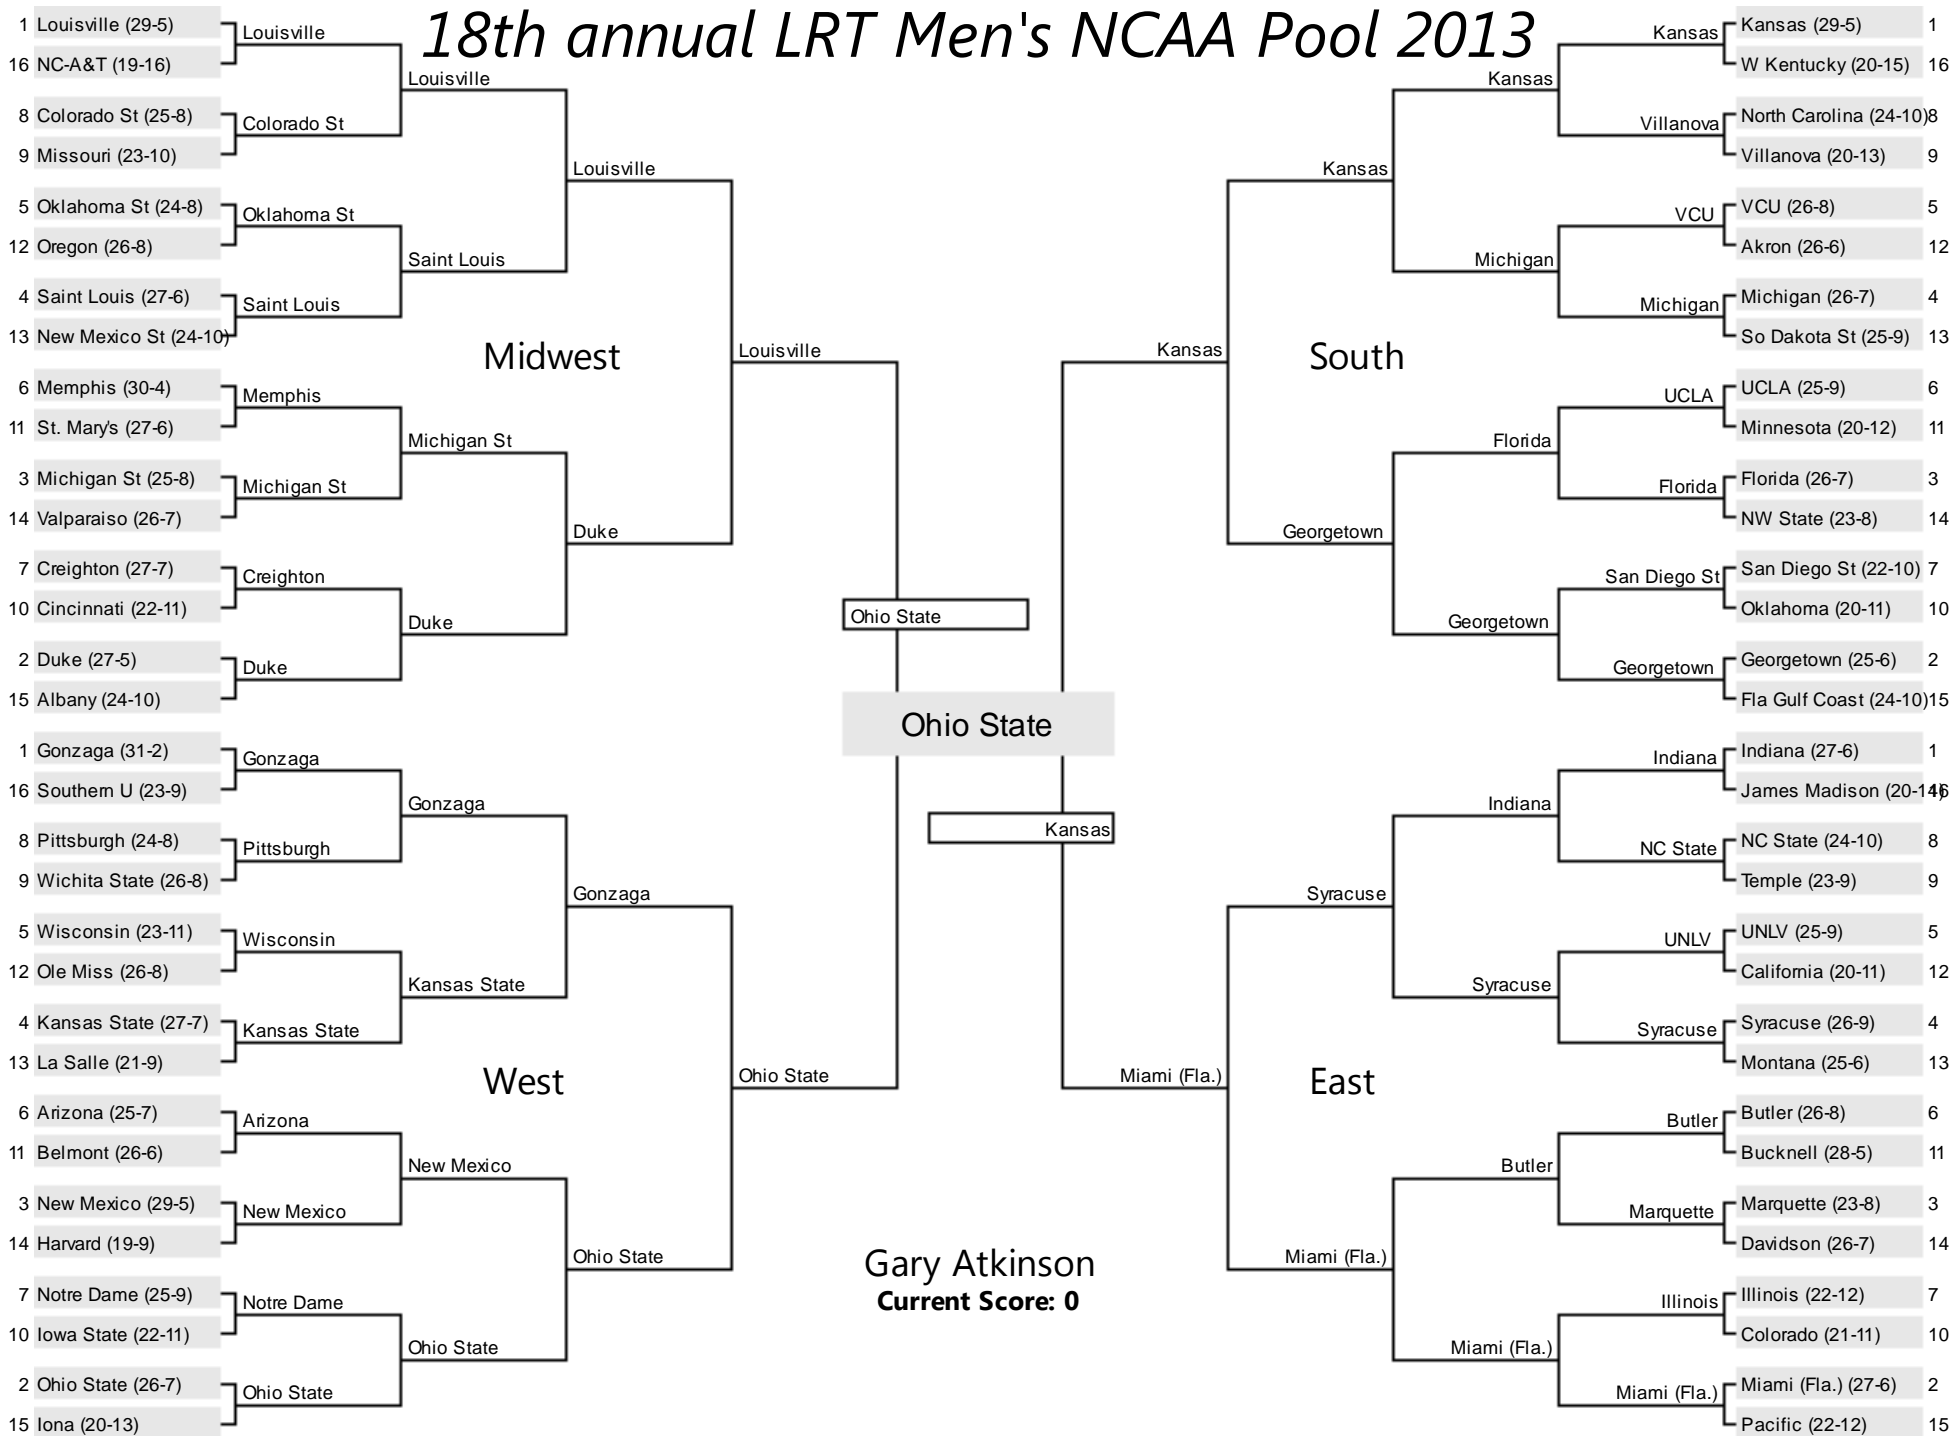 18th annual LRT Men's NCAA Pool 2013
1 Louisville (29-5)
16 NC-A&T (19-16)
8 Colorado St (25-8)
9 Missouri (23-10)
5 Oklahoma St (24-8)
12 Oregon (26-8)
4 Saint Louis (27-6)
13 New Mexico St (24-10)
6 Memphis (30-4)
11 St. Mary's (27-6)
3 Michigan St (25-8)
14 Valparaiso (26-7)
7 Creighton (27-7)
10 Cincinnati (22-11)
2 Duke (27-5)
15 Albany (24-10)
Louisville
Colorado St
Oklahoma St
Saint Louis
Memphis
Michigan St
Creighton
Duke
Louisville
Saint Louis
Michigan St
Duke
Louisville
Duke
Louisville
Midwest
1 Gonzaga (31-2)
16 Southern U (23-9)
8 Pittsburgh (24-8)
9 Wichita State (26-8)
5 Wisconsin (23-11)
12 Ole Miss (26-8)
4 Kansas State (27-7)
13 La Salle (21-9)
6 Arizona (25-7)
11 Belmont (26-6)
3 New Mexico (29-5)
14 Harvard (19-9)
7 Notre Dame (25-9)
10 Iowa State (22-11)
2 Ohio State (26-7)
15 Iona (20-13)
Gonzaga
Pittsburgh
Wisconsin
Kansas State
Arizona
New Mexico
Notre Dame
Ohio State
Gonzaga
Kansas State
New Mexico
Ohio State
Gonzaga
Ohio State
Ohio State
West
Ohio State
Ohio State
Kansas
Gary Atkinson
Current Score: 0
Kansas (29-5) 1
W Kentucky (20-15) 16
North Carolina (24-10) 8
Villanova (20-13) 9
VCU (26-8) 5
Akron (26-6) 12
Michigan (26-7) 4
So Dakota St (25-9) 13
UCLA (25-9) 6
Minnesota (20-12) 11
Florida (26-7) 3
NW State (23-8) 14
San Diego St (22-10) 7
Oklahoma (20-11) 10
Georgetown (25-6) 2
Fla Gulf Coast (24-10) 15
Kansas
Villanova
VCU
Michigan
UCLA
Florida
San Diego St
Georgetown
Kansas
Michigan
Florida
Georgetown
Kansas
Georgetown
Kansas
South
Indiana (27-6) 1
James Madison (20-14) 16
NC State (24-10) 8
Temple (23-9) 9
UNLV (25-9) 5
California (20-11) 12
Syracuse (26-9) 4
Montana (25-6) 13
Butler (26-8) 6
Bucknell (28-5) 11
Marquette (23-8) 3
Davidson (26-7) 14
Illinois (22-12) 7
Colorado (21-11) 10
Miami (Fla.) (27-6) 2
Pacific (22-12) 15
Indiana
NC State
UNLV
Syracuse
Butler
Marquette
Illinois
Miami (Fla.)
Indiana
Syracuse
Butler
Miami (Fla.)
Syracuse
Miami (Fla.)
Miami (Fla.)
East